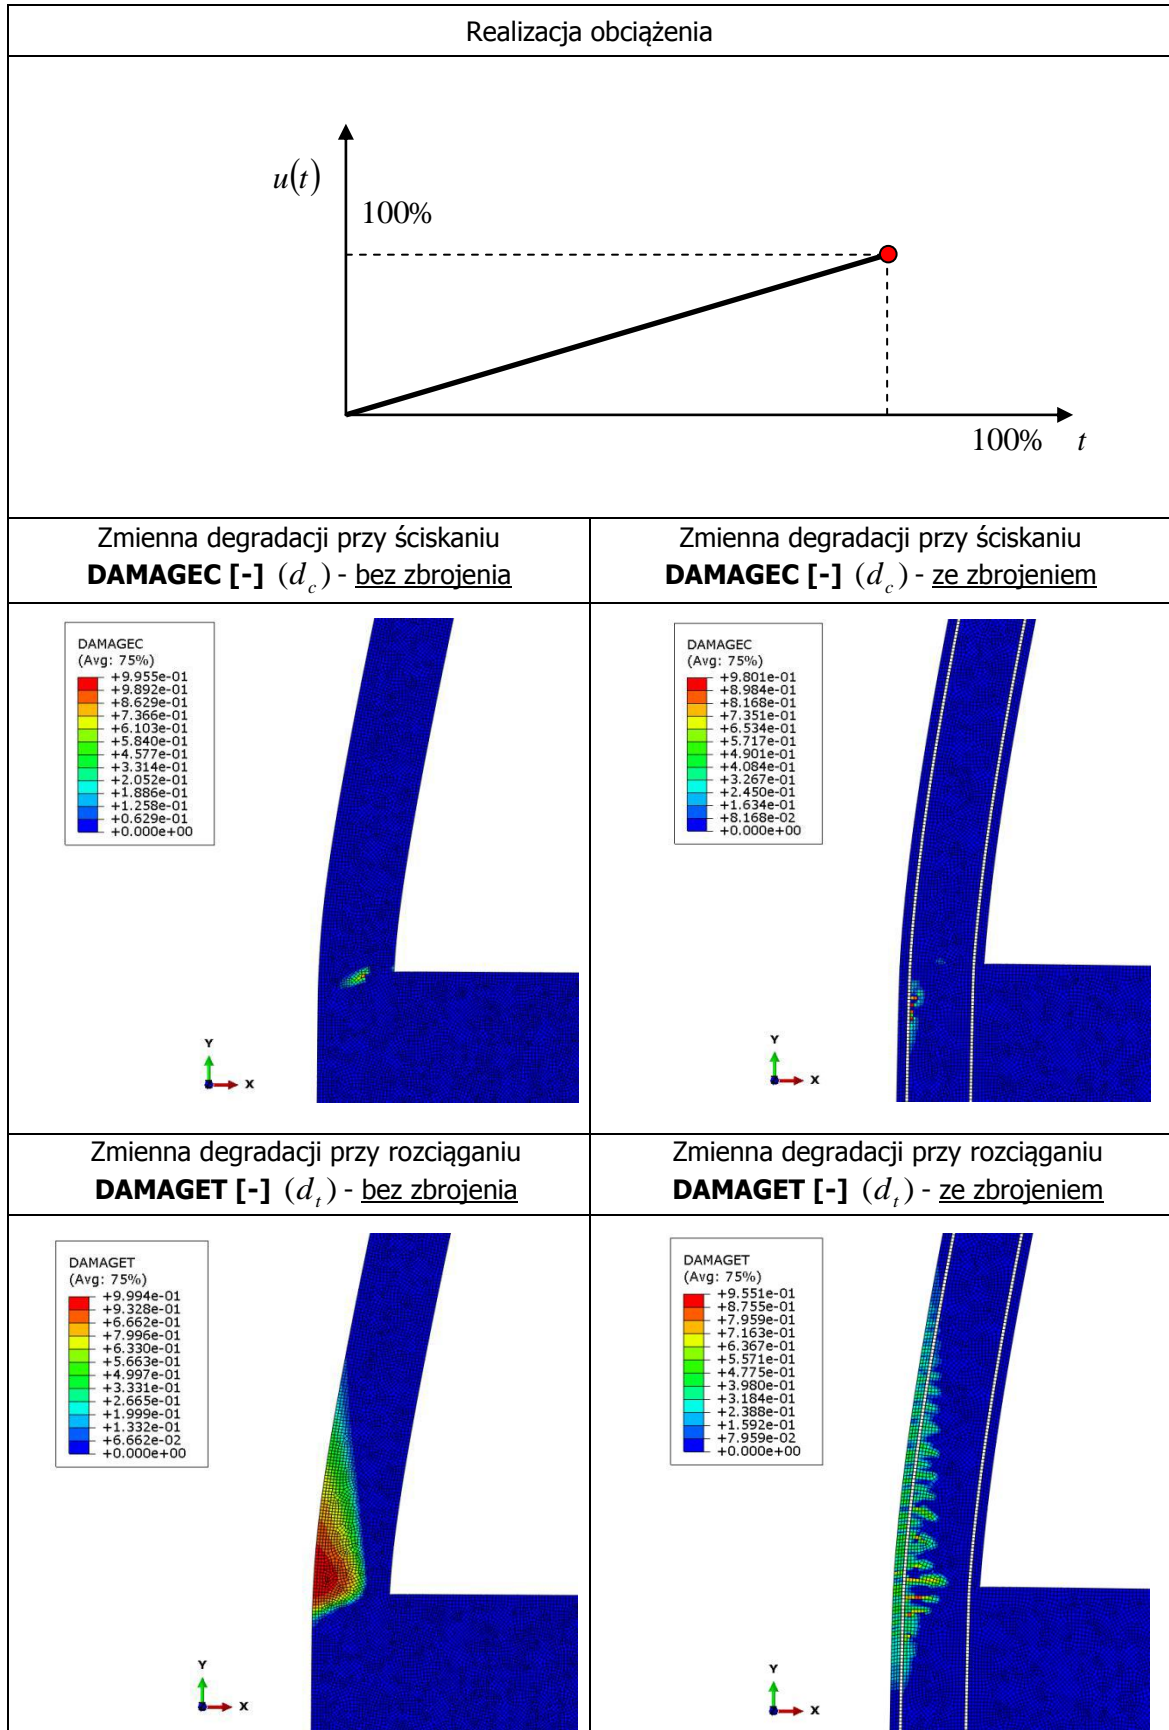 Realizacja obciążenia
u(t)
100%
100% t
Zmienna degradacji przy ściskaniu
DAMAGEC [-] (d_c) - bez zbrojenia
Zmienna degradacji przy ściskaniu
DAMAGEC [-] (d_c) - ze zbrojeniem
DAMAGEC
(Avg: 75%)
+9.955e-01
+9.892e-01
+8.629e-01
+7.366e-01
+6.103e-01
+5.840e-01
+4.577e-01
+3.314e-01
+2.052e-01
+1.886e-01
+1.258e-01
+0.629e-01
+0.000e+00
Y
X
DAMAGEC
(Avg: 75%)
+9.801e-01
+8.984e-01
+8.168e-01
+7.351e-01
+6.534e-01
+5.717e-01
+4.901e-01
+4.084e-01
+3.267e-01
+2.450e-01
+1.634e-01
+8.168e-02
+0.000e+00
Y
X
Zmienna degradacji przy rozciąganiu
DAMAGET [-] (d_t) - bez zbrojenia
Zmienna degradacji przy rozciąganiu
DAMAGET [-] (d_t) - ze zbrojeniem
DAMAGET
(Avg: 75%)
+9.994e-01
+9.328e-01
+6.662e-01
+7.996e-01
+6.330e-01
+5.663e-01
+4.997e-01
+3.331e-01
+2.665e-01
+1.999e-01
+1.332e-01
+6.662e-02
+0.000e+00
Y
X
DAMAGET
(Avg: 75%)
+9.551e-01
+8.755e-01
+7.959e-01
+7.163e-01
+6.367e-01
+5.571e-01
+4.775e-01
+3.980e-01
+3.184e-01
+2.388e-01
+1.592e-01
+7.959e-02
+0.000e+00
Y
X